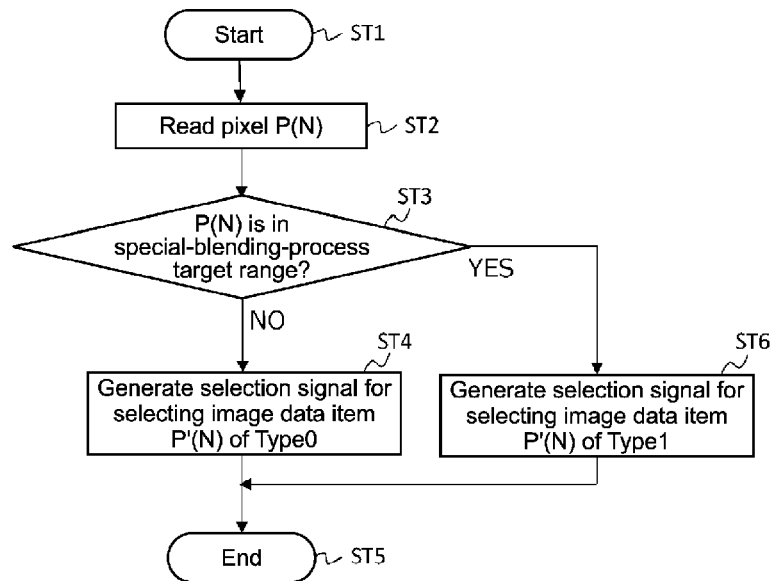 Start
ST1
Read pixel P(N)
ST2
ST3
P(N) is in
special-blending-process
target range?
YES
NO
ST4
ST6
Generate selection signal for
selecting image data item
P'(N) of Type0
Generate selection signal for
selecting image data item
P'(N) of Type1
End
ST5